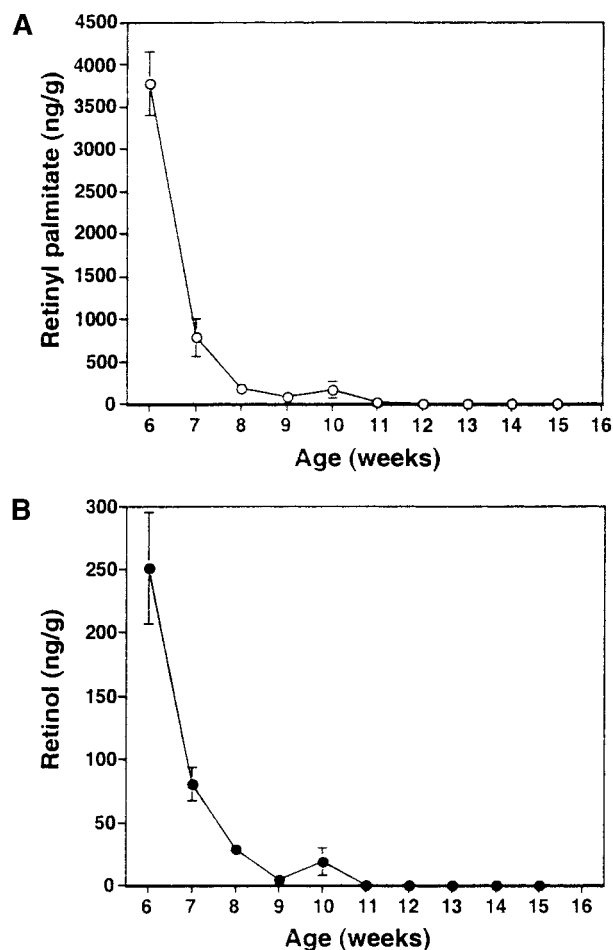 A
Retinyl palmitate (ng/g)
4500
4000
3500
3000
2500
2000
1500
1000
500
0
6 7 8 9 10 11 12 13 14 15 16
Age (weeks)
B
Retinol (ng/g)
300
250
200
150
100
50
0
6 7 8 9 10 11 12 13 14 15 16
Age (weeks)